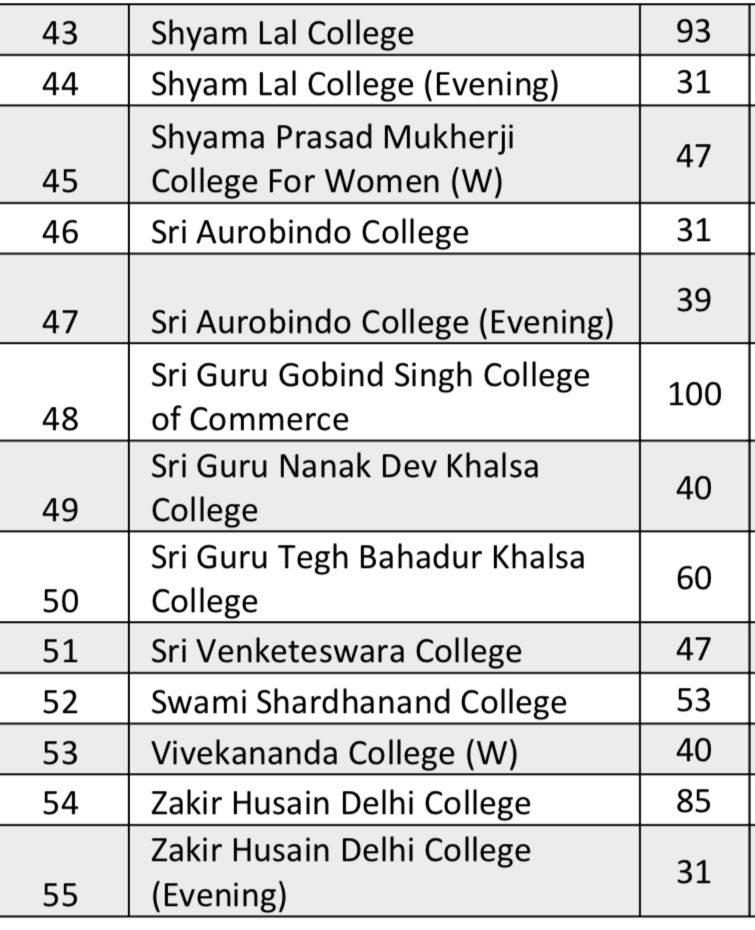 43 Shyam Lal College 93
44 Shyam Lal College (Evening) 31
Shyama Prasad Mukherji
45 College For Women (W) 47
46 Sri Aurobindo College 31
47 Sri Aurobindo College (Evening) 39
Sri Guru Gobind Singh College
48 of Commerce 100
Sri Guru Nanak Dev Khalsa
49 College 40
Sri Guru Tegh Bahadur Khalsa
50 College 60
51 Sri Venketeswara College 47
52 Swami Shardhanand College 53
53 Vivekananda College (W) 40
54 Zakir Husain Delhi College 85
Zakir Husain Delhi College
55 (Evening) 31